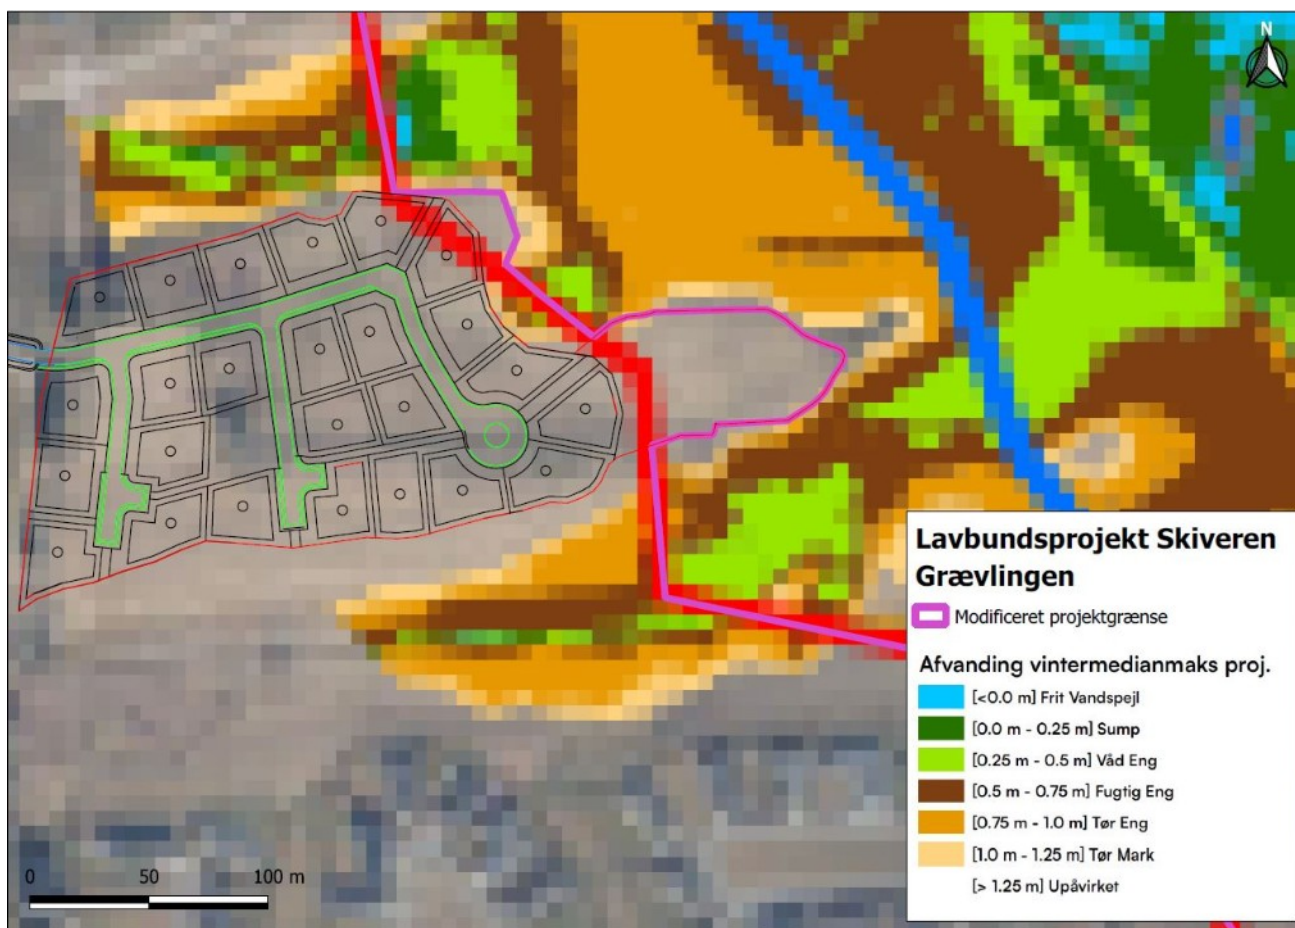 N
Lavbundsprojekt Skiveren
Grævlingen
Modificeret projektgrænse
Afvanding vintermedianmaks proj.
[<0.0 m] Frit Vandspejl
[0.0 m - 0.25 m] Sump
[0.25 m - 0.5 m] Våd Eng
[0.5 m - 0.75 m] Fugtig Eng
[0.75 m - 1.0 m] Tør Eng
[1.0 m - 1.25 m] Tør Mark
[> 1.25 m] Upåvirket
0 50 100 m